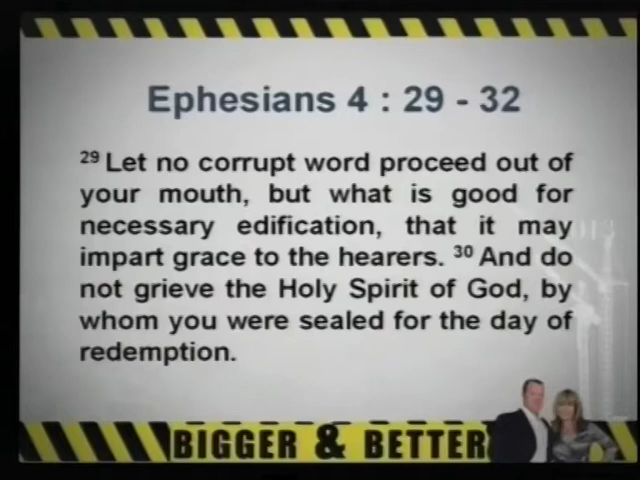 Ephesians 4 : 29 - 32
29 Let no corrupt word proceed out of
your mouth, but what is good for
necessary edification, that it may
impart grace to the hearers. 30 And do
not grieve the Holy Spirit of God, by
whom you were sealed for the day of
redemption.
BIGGER & BETTER